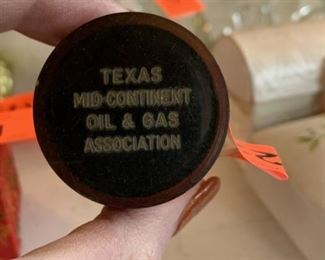 TEXAS
MID-CONTINENT
OIL & GAS
ASSOCIATION